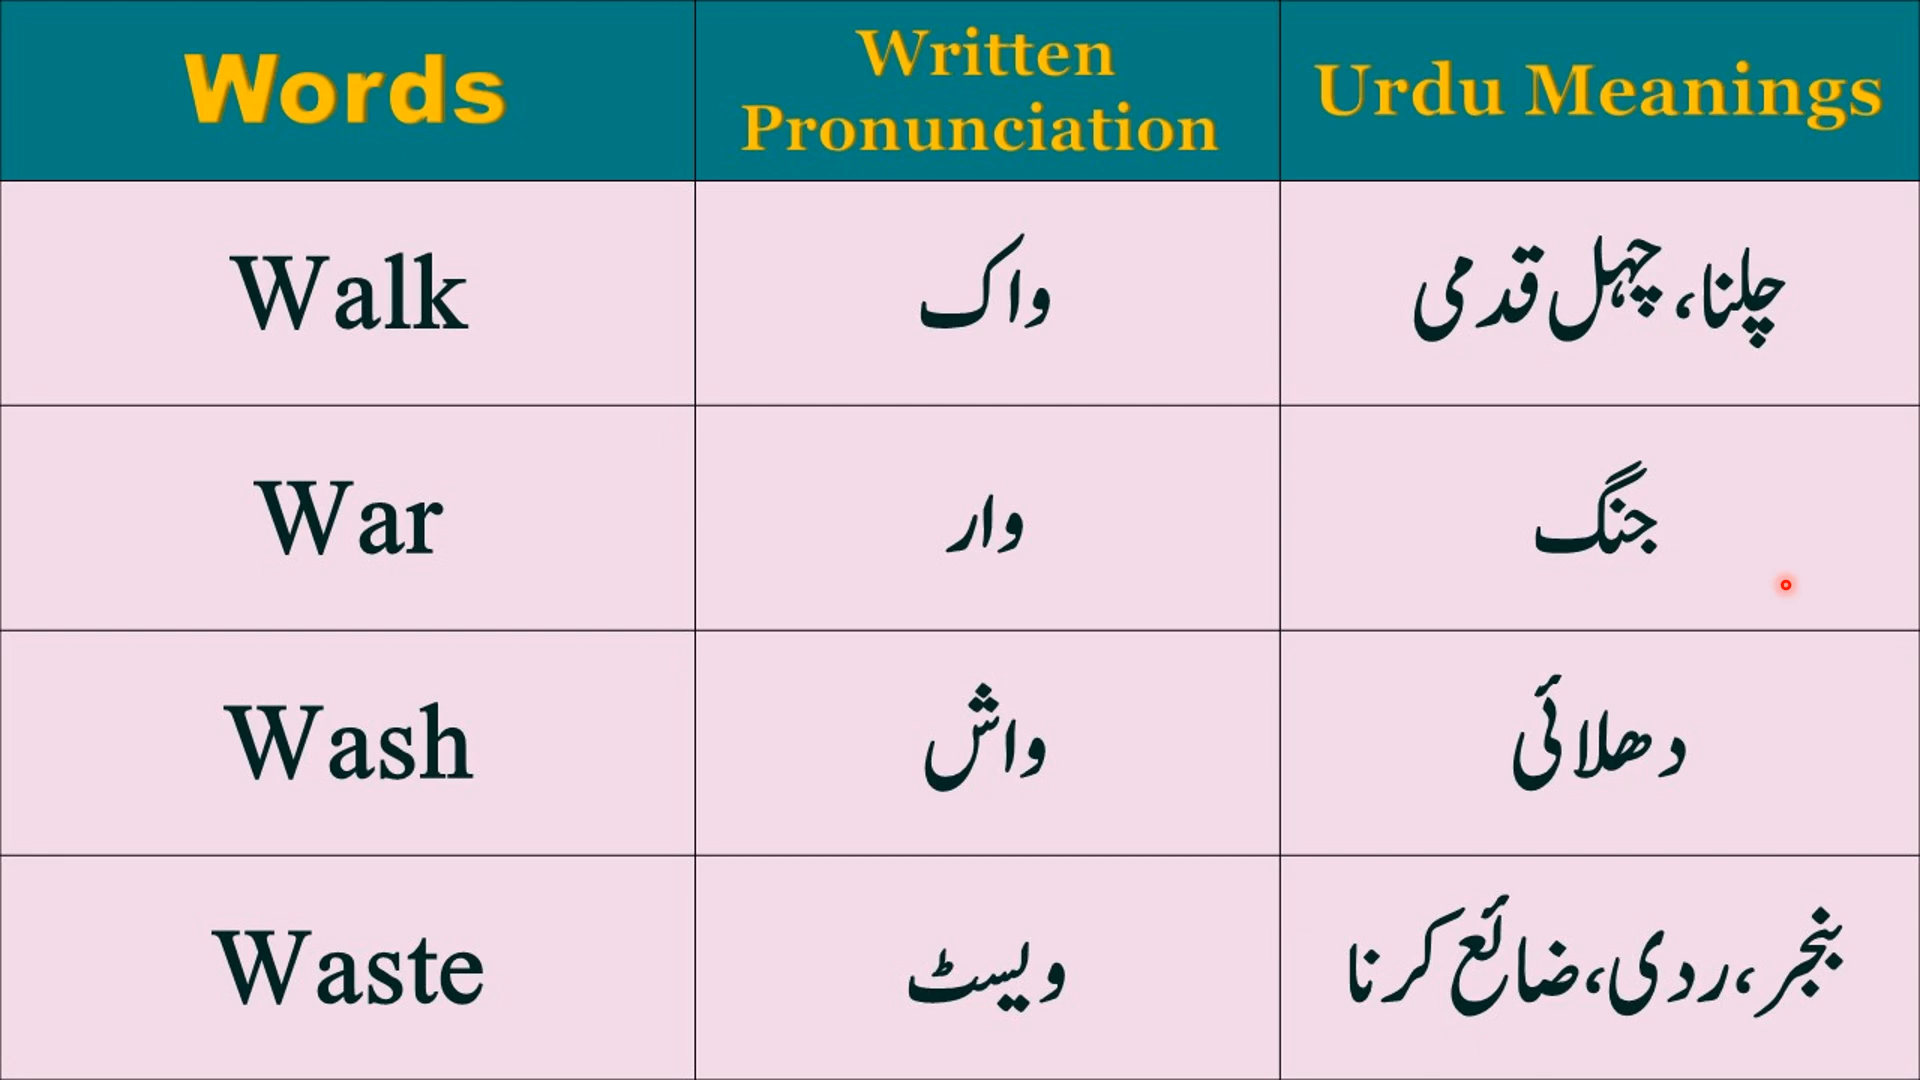 Words
Written
Pronunciation
Urdu Meanings
Walk
واک
چلنا، چہل قدمی
War
وار
جنگ
Wash
واش
دھلائی
Waste
ویسٹ
بنجر،ردی،ضائع کرنا